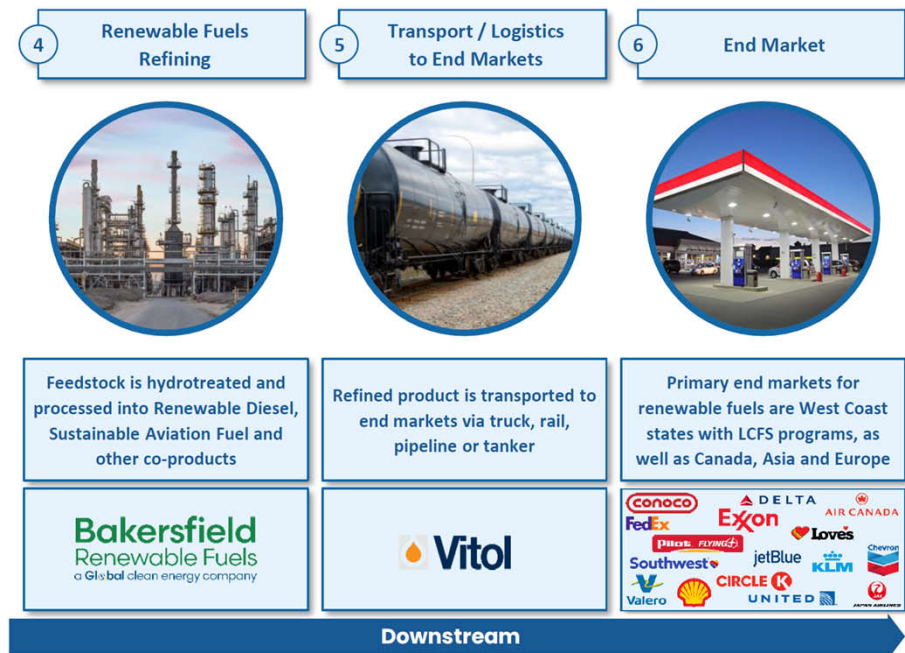 4
Renewable Fuels
Refining
5
Transport / Logistics
to End Markets
6
End Market
Feedstock is hydrotreated and
processed into Renewable Diesel,
Sustainable Aviation Fuel and
other co-products
Refined product is transported to
end markets via truck, rail,
pipeline or tanker
Primary end markets for
renewable fuels are West Coast
states with LCFS programs, as
well as Canada, Asia and Europe
Bakersfield
Renewable Fuels
a Global clean energy company
Vitol
conoco
DELTA
AIR CANADA
FedEx
Exxon
Love's
Pilot FLYING J
Southwest
jetBlue
KLM
Chevron
Valero
CIRCLE K
UNITED
JAL
JAPAN AIRLINES
Downstream